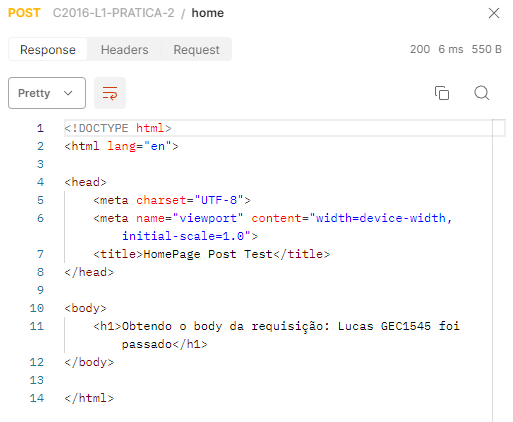 POST C2016-L1-PRATICA-2 / home
Response Headers Request 200 6 ms 550 B
Pretty
1 <!DOCTYPE html>
2 <html lang="en">
3
4 <head>
5 <meta charset="UTF-8">
6 <meta name="viewport" content="width=device-width,
initial-scale=1.0">
7 <title>HomePage Post Test</title>
8 </head>
9
10 <body>
11 <h1>Obtendo o body da requisição: Lucas GEC1545 foi
passado</h1>
12 </body>
13
14 </html>